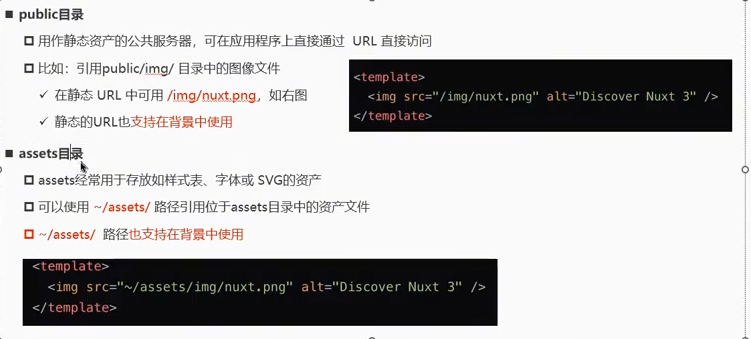 public目录
用作静态资产的公共服务器，可在应用程序上直接通过 URL 直接访问
比如：引用public/img/ 目录中的图像文件
在静态 URL 中可用 /img/nuxt.png，如右图
静态的URL也支持在背景中使用
<template>
<img src="/img/nuxt.png" alt="Discover Nuxt 3" />
</template>
assets目录
assets经常用于存放如样式表、字体或 SVG的资产
可以使用 ~/assets/ 路径引用位于assets目录中的资产文件
~/assets/ 路径也支持在背景中使用
<template>
<img src="~/assets/img/nuxt.png" alt="Discover Nuxt 3" />
</template>